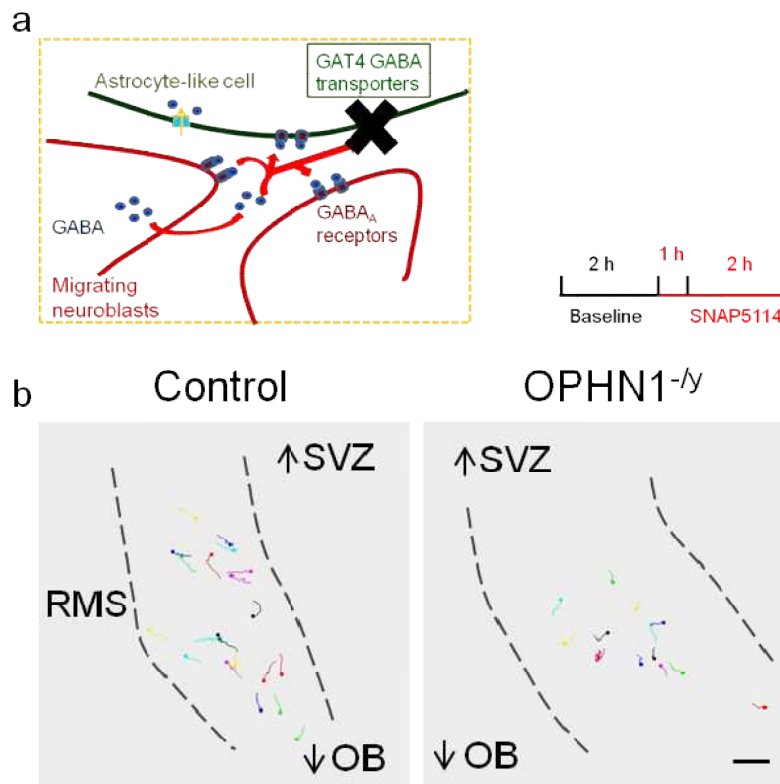 a
GAT4 GABA
transporters
Astrocyte-like cell
GABA
GABA_A
receptors
Migrating
neuroblasts
2 h
1 h
2 h
Baseline
SNAP5114
b
Control
OPHN1-/y
SVZ
RMS
OB
SVZ
OB